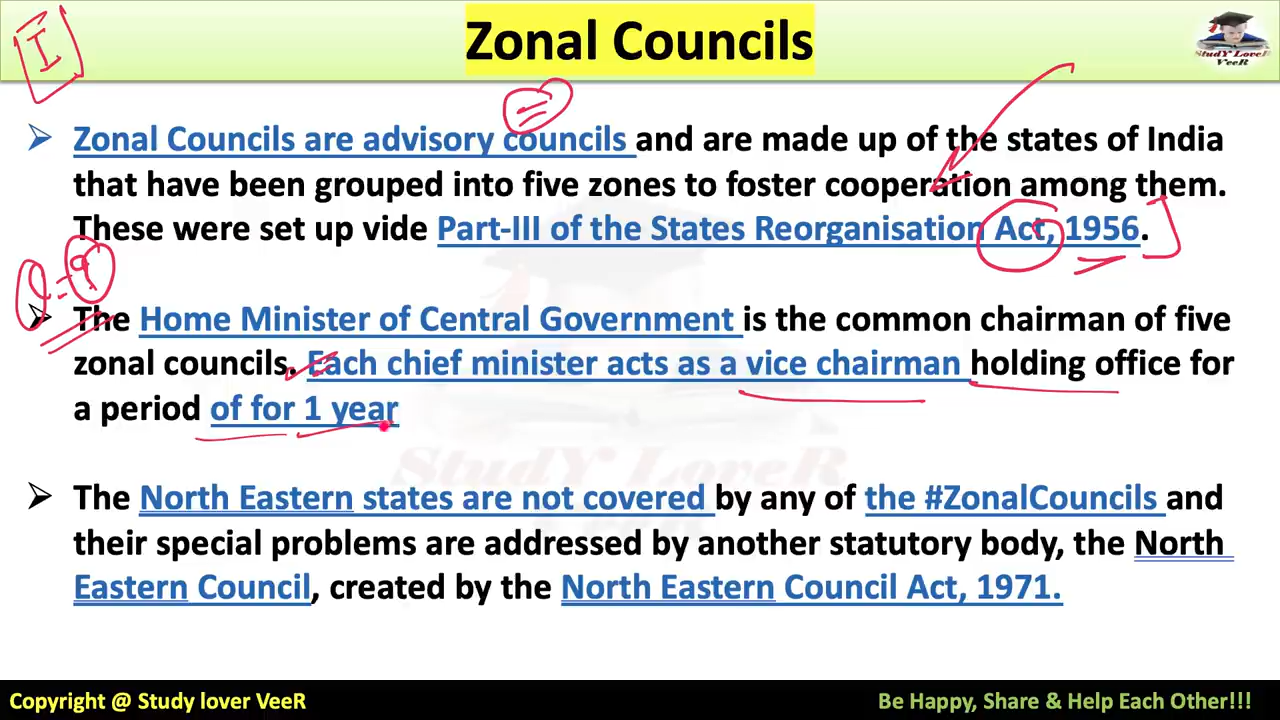 Zonal Councils
I
StudY LoveR
VeeR
Zonal Councils are advisory councils and are made up of the states of India
that have been grouped into five zones to foster cooperation among them.
These were set up vide Part-III of the States Reorganisation Act, 1956.
The Home Minister of Central Government is the common chairman of five
zonal councils. Each chief minister acts as a vice chairman holding office for
a period of for 1 year
The North Eastern states are not covered by any of the #ZonalCouncils and
their special problems are addressed by another statutory body, the North
Eastern Council, created by the North Eastern Council Act, 1971.
StudY LoveR
VeeR
Copyright @ Study lover VeeR
Be Happy, Share & Help Each Other!!!